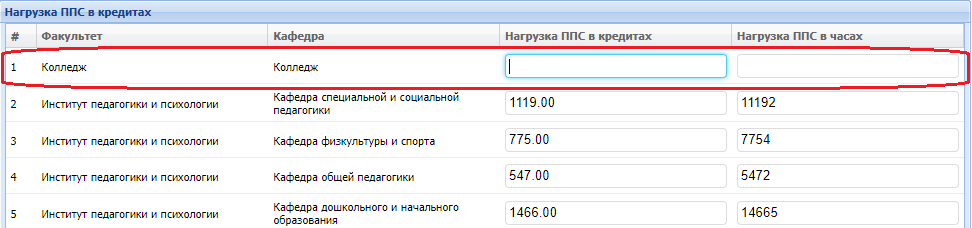 Нагрузка ППС в кредитах
# Факультет Кафедра Нагрузка ППС в кредитах Нагрузка ППС в часах
1 Колледж Колледж
2 Институт педагогики и психологии Кафедра специальной и социальной педагогики 1119.00 11192
3 Институт педагогики и психологии Кафедра физкультуры и спорта 775.00 7754
4 Институт педагогики и психологии Кафедра общей педагогики 547.00 5472
5 Институт педагогики и психологии Кафедра дошкольного и начального образования 1466.00 14665